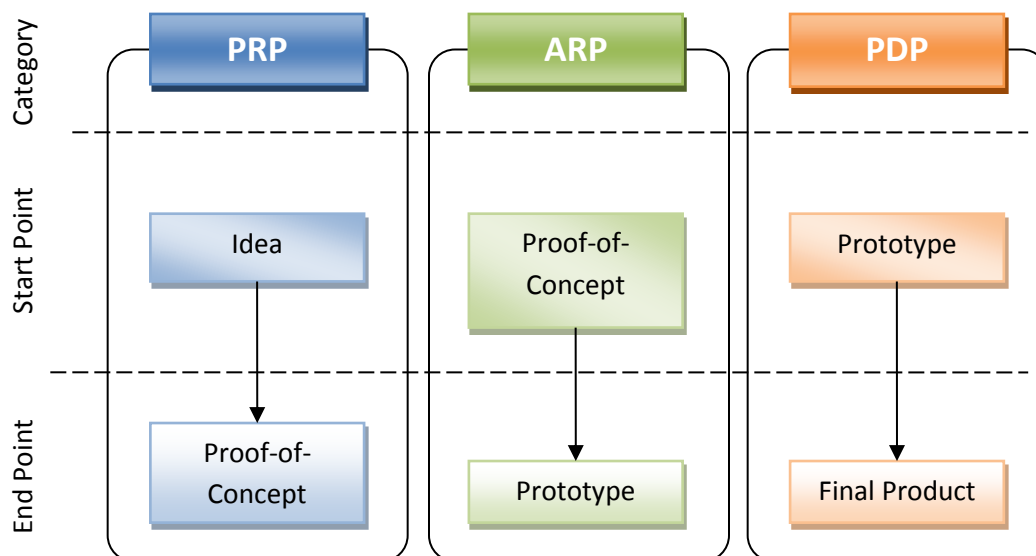 Category
PRP
ARP
PDP
Start Point
Idea
Proof-of-
Concept
Prototype
End Point
Proof-of-
Concept
Prototype
Final Product